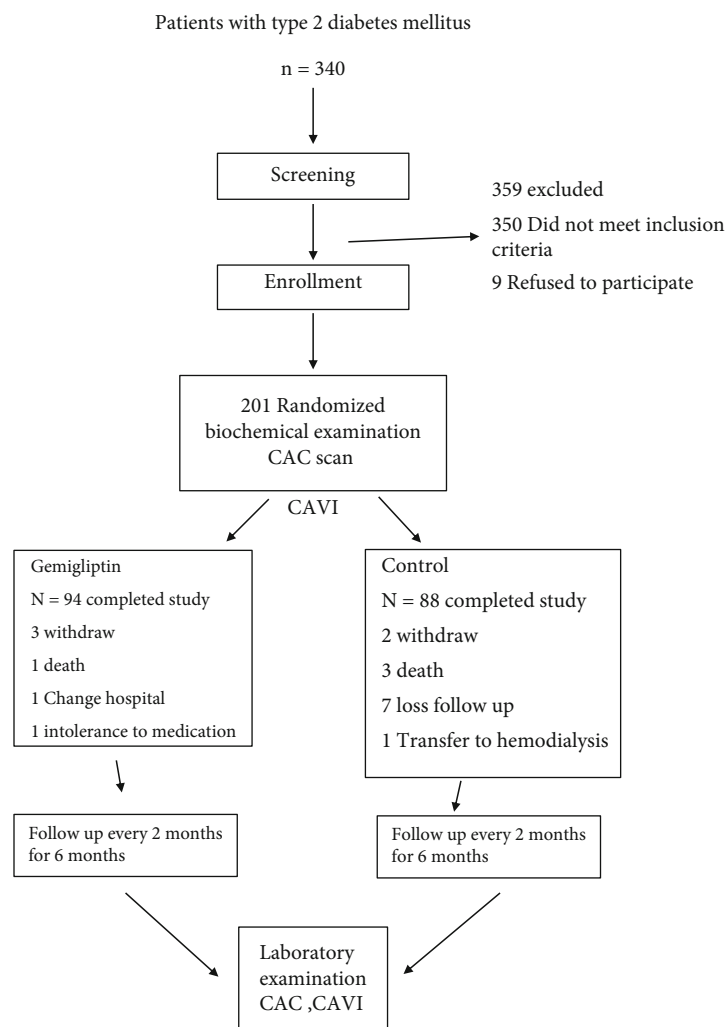 Patients with type 2 diabetes mellitus
n = 340
Screening
359 excluded
350 Did not meet inclusion
criteria
9 Refused to participate
Enrollment
201 Randomized
biochemical examination
CAC scan
CAVI
Gemigliptin
N = 94 completed study
3 withdraw
1 death
1 Change hospital
1 intolerance to medication
Control
N = 88 completed study
2 withdraw
3 death
7 loss follow up
1 Transfer to hemodialysis
Follow up every 2 months
for 6 months
Follow up every 2 months
for 6 months
Laboratory
examination
CAC ,CAVI